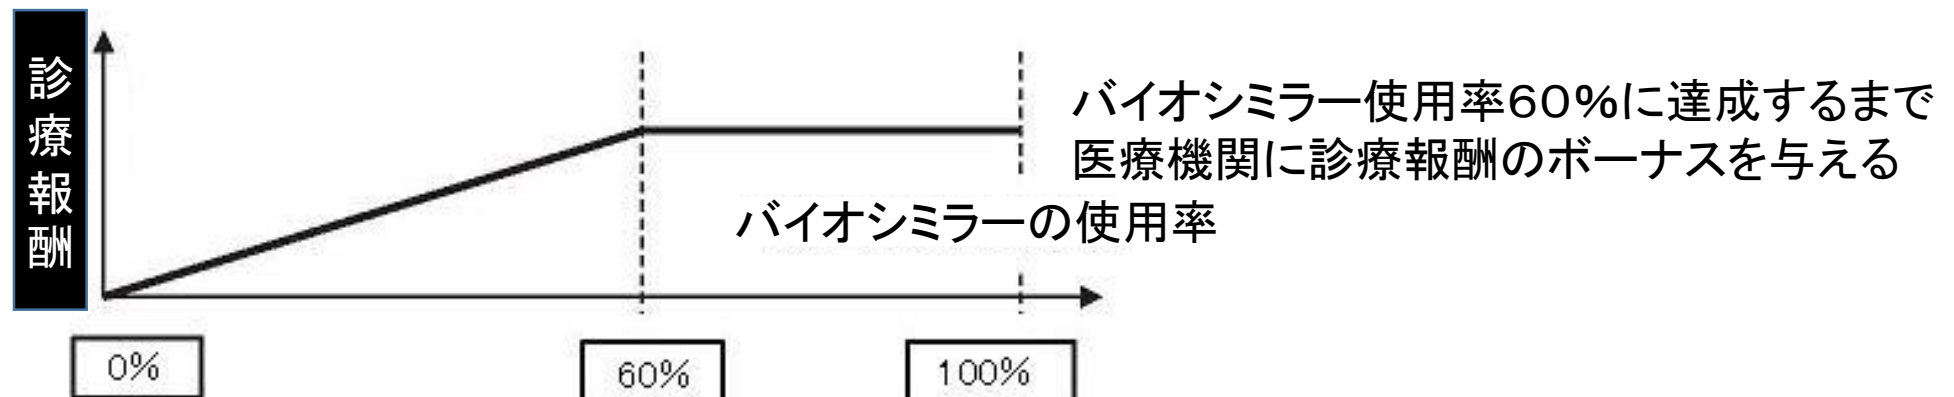 診療報酬
バイオシミラー使用率60%に達成するまで
医療機関に診療報酬のボーナスを与える
バイオシミラーの使用率
0%
60%
100%